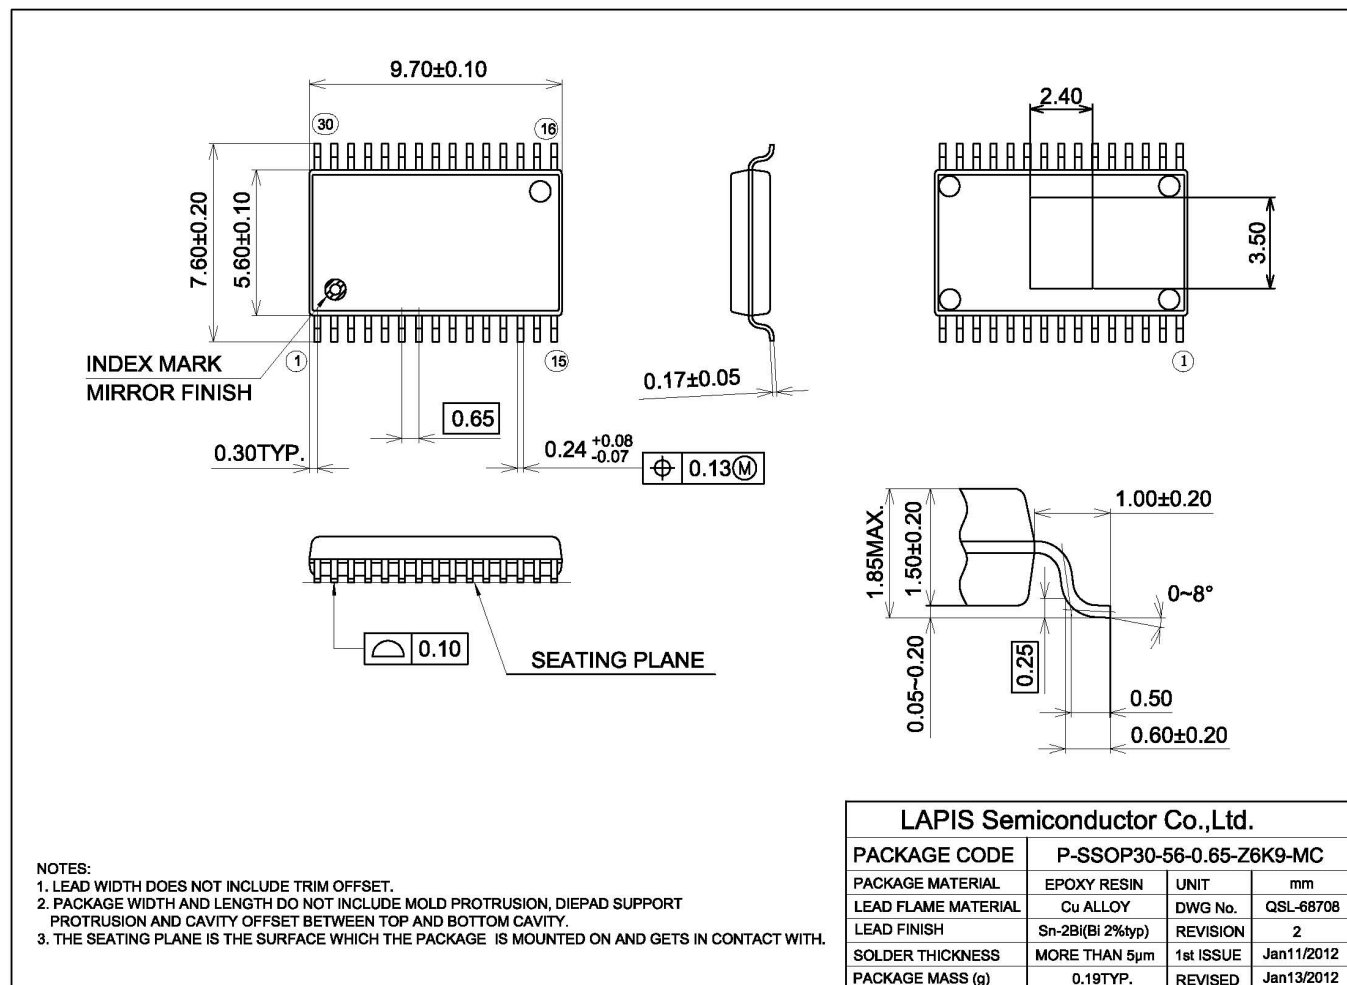 9.70±0.10
30
16
7.60±0.20
5.60±0.10
1
15
INDEX MARK
MIRROR FINISH
0.65
0.30TYP.
0.24 +0.08 -0.07
0.13Ⓜ
0.17±0.05
2.40
3.50
1
0.10
SEATING PLANE
1.85MAX.
1.50±0.20
1.00±0.20
0~8°
0.05~0.20
0.25
0.50
0.60±0.20
NOTES:
1. LEAD WIDTH DOES NOT INCLUDE TRIM OFFSET.
2. PACKAGE WIDTH AND LENGTH DO NOT INCLUDE MOLD PROTRUSION, DIEPAD SUPPORT
PROTRUSION AND CAVITY OFFSET BETWEEN TOP AND BOTTOM CAVITY.
3. THE SEATING PLANE IS THE SURFACE WHICH THE PACKAGE IS MOUNTED ON AND GETS IN CONTACT WITH.
LAPIS Semiconductor Co.,Ltd.
PACKAGE CODE P-SSOP30-56-0.65-Z6K9-MC
PACKAGE MATERIAL EPOXY RESIN UNIT mm
LEAD FLAME MATERIAL Cu ALLOY DWG No. QSL-68708
LEAD FINISH Sn-2Bi(Bi 2%typ) REVISION 2
SOLDER THICKNESS MORE THAN 5μm 1st ISSUE Jan11/2012
PACKAGE MASS (g) 0.19TYP. REVISED Jan13/2012